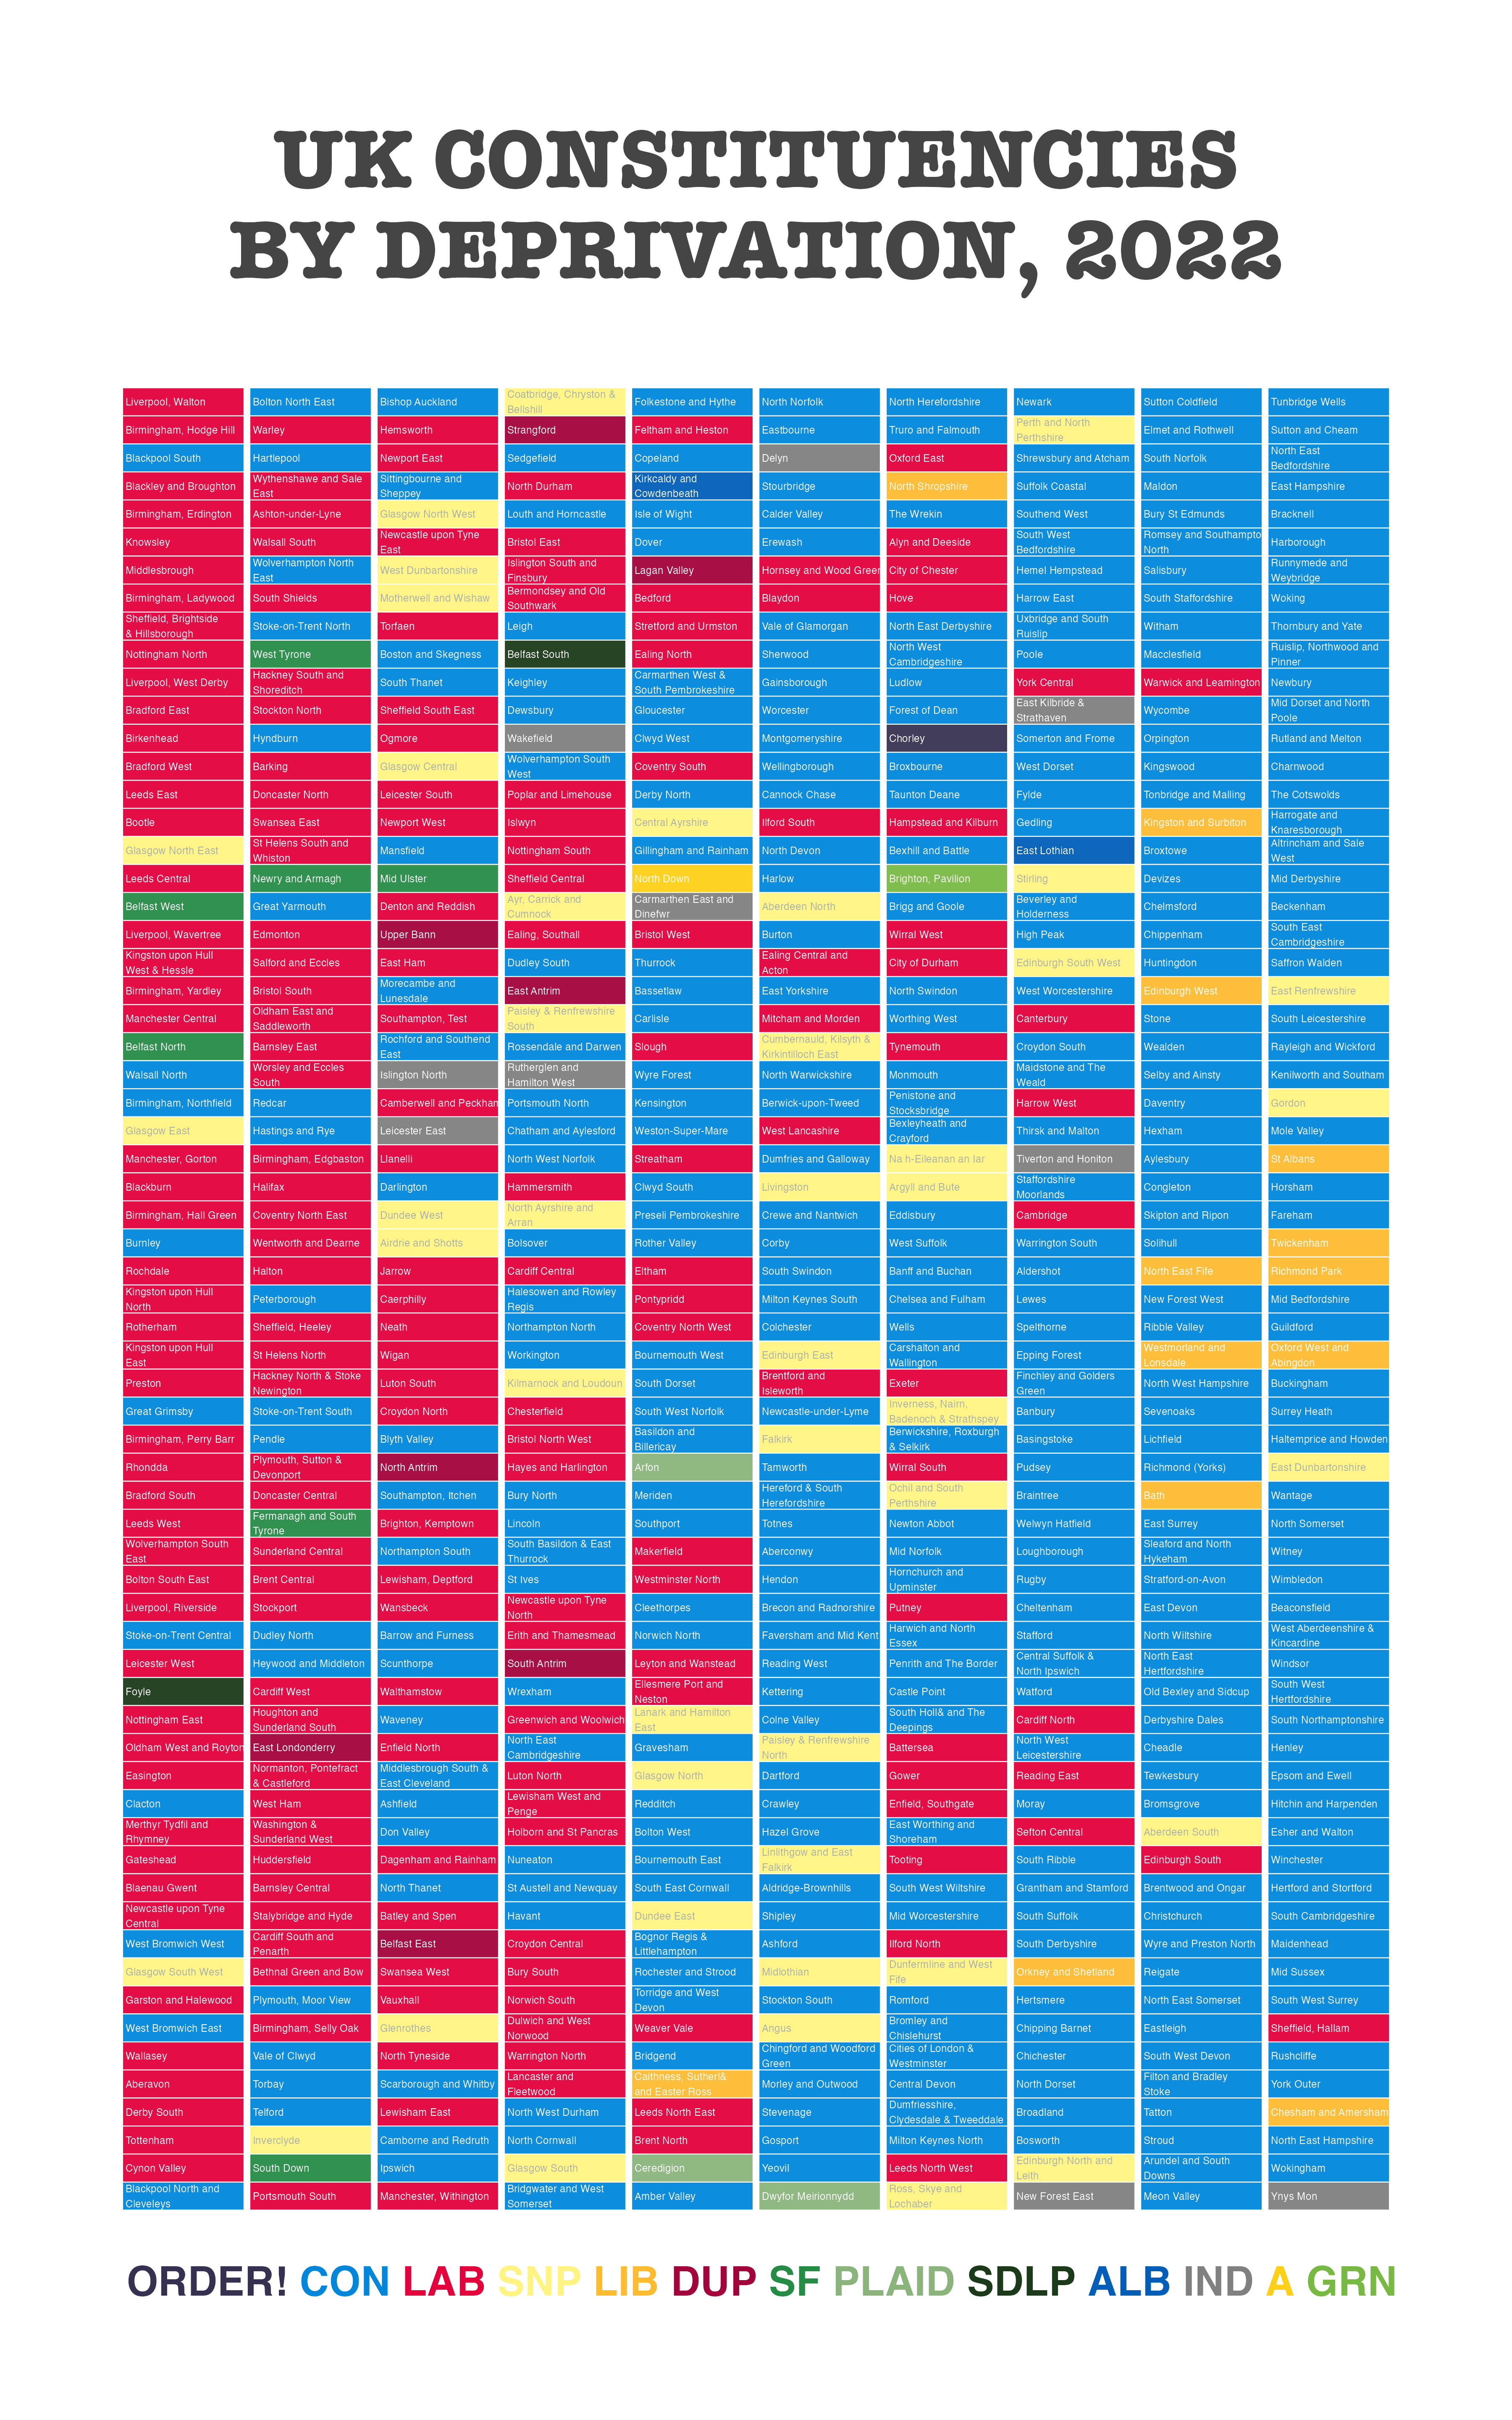 UK CONSTITUENCIES
BY DEPRIVATION, 2022
Liverpool, Walton
Birmingham, Hodge Hill
Blackpool South
Blackley and Broughton
Birmingham, Erdington
Knowsley
Middlesbrough
Birmingham, Ladywood
Sheffield, Brightside
& Hillsborough
Nottingham North
Liverpool, West Derby
Bradford East
Birkenhead
Bradford West
Leeds East
Bootle
Glasgow North East
Leeds Central
Belfast West
Liverpool, Wavertree
Kingston upon Hull
West & Hessle
Birmingham, Yardley
Manchester Central
Belfast North
Walsall North
Birmingham, Northfield
Glasgow East
Manchester, Gorton
Blackburn
Birmingham, Hall Green
Burnley
Rochdale
Kingston upon Hull
North
Rotherham
Kingston upon Hull
East
Preston
Great Grimsby
Birmingham, Perry Barr
Rhondda
Bradford South
Leeds West
Wolverhampton South
East
Bolton South East
Liverpool, Riverside
Stoke-on-Trent Central
Leicester West
Foyle
Nottingham East
Oldham West and Royton
Easington
Clacton
Merthyr Tydfil and
Rhymney
Gateshead
Blaenau Gwent
Newcastle upon Tyne
Central
West Bromwich West
Glasgow South West
Garston and Halewood
West Bromwich East
Wallasey
Aberavon
Derby South
Tottenham
Cynon Valley
Blackpool North and
Cleveleys
Bolton North East
Warley
Hartlepool
Wythenshawe and Sale
East
Ashton-under-Lyne
Walsall South
Wolverhampton North
East
South Shields
Stoke-on-Trent North
West Tyrone
Hackney South and
Shoreditch
Stockton North
Hyndburn
Barking
Doncaster North
Swansea East
St Helens South and
Whiston
Newry and Armagh
Great Yarmouth
Edmonton
Salford and Eccles
Bristol South
Oldham East and
Saddleworth
Barnsley East
Worsley and Eccles
South
Redcar
Hastings and Rye
Birmingham, Edgbaston
Halifax
Coventry North East
Wentworth and Dearne
Halton
Peterborough
Sheffield, Heeley
St Helens North
Hackney North & Stoke
Newington
Stoke-on-Trent South
Pendle
Plymouth, Sutton &
Devonport
Doncaster Central
Fermanagh and South
Tyrone
Sunderland Central
Brent Central
Stockport
Dudley North
Heywood and Middleton
Cardiff West
Houghton and
Sunderland South
East Londonderry
Normanton, Pontefract
& Castleford
West Ham
Washington &
Sunderland West
Huddersfield
Barnsley Central
Stalybridge and Hyde
Cardiff South and
Penarth
Bethnal Green and Bow
Plymouth, Moor View
Birmingham, Selly Oak
Vale of Clwyd
Torbay
Telford
Inverclyde
South Down
Portsmouth South
Bishop Auckland
Hemsworth
Newport East
Sittingbourne and
Sheppey
Glasgow North West
Newcastle upon Tyne
East
West Dunbartonshire
Motherwell and Wishaw
Torfaen
Boston and Skegness
South Thanet
Sheffield South East
Ogmore
Glasgow Central
Leicester South
Newport West
Mansfield
Mid Ulster
Denton and Reddish
Upper Bann
East Ham
Morecambe and
Lunesdale
Southampton, Test
Rochford and Southend
East
Islington North
Camberwell and Peckham
Leicester East
Llanelli
Darlington
Dundee West
Airdrie and Shotts
Jarrow
Caerphilly
Neath
Wigan
Luton South
Croydon North
Blyth Valley
North Antrim
Southampton, Itchen
Brighton, Kemptown
Northampton South
Lewisham, Deptford
Wansbeck
Barrow and Furness
Scunthorpe
Walthamstow
Waveney
Enfield North
Middlesbrough South &
East Cleveland
Ashfield
Don Valley
Dagenham and Rainham
North Thanet
Batley and Spen
Belfast East
Swansea West
Vauxhall
Glenrothes
North Tyneside
Scarborough and Whitby
Lewisham East
Camborne and Redruth
Ipswich
Manchester, Withington
Coatbridge, Chryston &
Bellshill
Strangford
Sedgefield
North Durham
Louth and Horncastle
Bristol East
Islington South and
Finsbury
Bermondsey and Old
Southwark
Leigh
Belfast South
Keighley
Dewsbury
Wakefield
Wolverhampton South
West
Poplar and Limehouse
Islwyn
Nottingham South
Sheffield Central
Ayr, Carrick and
Cumnock
Ealing, Southall
Dudley South
East Antrim
Paisley & Renfrewshire
South
Rossendale and Darwen
Rutherglen and
Hamilton West
Portsmouth North
Chatham and Aylesford
North West Norfolk
Hammersmith
North Ayrshire and
Arran
Bolsover
Cardiff Central
Halesowen and Rowley
Regis
Northampton North
Workington
Kilmarnock and Loudoun
Chesterfield
Bristol North West
Hayes and Harlington
Bury North
Lincoln
South Basildon & East
Thurrock
St Ives
Newcastle upon Tyne
North
Erith and Thamesmead
South Antrim
Wrexham
Greenwich and Woolwich
North East
Cambridgeshire
Luton North
Lewisham West and
Penge
Holborn and St Pancras
Nuneaton
St Austell and Newquay
Havant
Croydon Central
Bury South
Norwich South
Dulwich and West
Norwood
Warrington North
Lancaster and
Fleetwood
North West Durham
North Cornwall
Glasgow South
Bridgwater and West
Somerset
Folkestone and Hythe
Feltham and Heston
Copeland
Kirkcaldy and
Cowdenbeath
Isle of Wight
Dover
Lagan Valley
Bedford
Stretford and Urmston
Ealing North
Carmarthen West &
South Pembrokeshire
Gloucester
Clwyd West
Coventry South
Derby North
Central Ayrshire
Gillingham and Rainham
North Down
Carmarthen East and
Dinefwr
Bristol West
Thurrock
Bassetlaw
Carlisle
Slough
Wyre Forest
Kensington
Weston-Super-Mare
Streatham
Clwyd South
Preseli Pembrokeshire
Rother Valley
Eltham
Pontypridd
Coventry North West
Bournemouth West
South Dorset
South West Norfolk
Basildon and
Billericay
Arfon
Meriden
Southport
Makerfield
Westminster North
Cleethorpes
Norwich North
Leyton and Wanstead
Ellesmere Port and
Neston
Lanark and Hamilton
East
Gravesham
Glasgow North
Redditch
Bolton West
Bournemouth East
South East Cornwall
Dundee East
Bognor Regis &
Littlehampton
Rochester and Strood
Torridge and West
Devon
Weaver Vale
Bridgend
Caithness, Sutherl&
and Easter Ross
Leeds North East
Brent North
Ceredigion
Amber Valley
North Norfolk
Eastbourne
Delyn
Stourbridge
Calder Valley
Erewash
Hornsey and Wood Green
Blaydon
Vale of Glamorgan
Sherwood
Gainsborough
Worcester
Montgomeryshire
Wellingborough
Cannock Chase
Ilford South
North Devon
Harlow
Aberdeen North
Burton
Ealing Central and
Acton
East Yorkshire
Mitcham and Morden
Cumbernauld, Kilsyth &
Kirkintilloch East
North Warwickshire
Berwick-upon-Tweed
West Lancashire
Dumfries and Galloway
Livingston
Crewe and Nantwich
Corby
South Swindon
Milton Keynes South
Colchester
Edinburgh East
Brentford and
Isleworth
Newcastle-under-Lyme
Falkirk
Tamworth
Hereford & South
Herefordshire
Totnes
Aberconwy
Hendon
Brecon and Radnorshire
Faversham and Mid Kent
Reading West
Kettering
Colne Valley
Paisley & Renfrewshire
North
Dartford
Crawley
Hazel Grove
Linlithgow and East
Falkirk
Aldridge-Brownhills
Shipley
Ashford
Midlothian
Stockton South
Angus
Chingford and Woodford
Green
Morley and Outwood
Stevenage
Gosport
Yeovil
Dwyfor Meirionnydd
North Herefordshire
Truro and Falmouth
Oxford East
North Shropshire
The Wrekin
Alyn and Deeside
City of Chester
Hove
North East Derbyshire
North West
Cambridgeshire
Ludlow
Forest of Dean
Chorley
Broxbourne
Taunton Deane
Hampstead and Kilburn
Bexhill and Battle
Brighton, Pavilion
Brigg and Goole
Wirral West
City of Durham
North Swindon
Worthing West
Tynemouth
Monmouth
Penistone and
Stocksbridge
Bexleyheath and
Crayford
Na h-Eileanan an Iar
Argyll and Bute
Eddisbury
West Suffolk
Banff and Buchan
Chelsea and Fulham
Wells
Carshalton and
Wallington
Exeter
Inverness, Nairn,
Badenoch & Strathspey
Berwickshire, Roxburgh
& Selkirk
Wirral South
Ochil and South
Perthshire
Newton Abbot
Mid Norfolk
Hornchurch and
Upminster
Putney
Harwich and North
Essex
Penrith and The Border
Castle Point
South Holl& and The
Deepings
Battersea
Gower
Enfield, Southgate
East Worthing and
Shoreham
Tooting
South West Wiltshire
Mid Worcestershire
Ilford North
Dunfermline and West
Fife
Romford
Bromley and
Chislehurst
Cities of London &
Westminster
Central Devon
Dumfriesshire,
Clydesdale & Tweeddale
Milton Keynes North
Leeds North West
Ross, Skye and
Lochaber
Newark
Perth and North
Perthshire
Shrewsbury and Atcham
Suffolk Coastal
Southend West
South West
Bedfordshire
Hemel Hempstead
Harrow East
Uxbridge and South
Ruislip
Poole
York Central
East Kilbride &
Strathaven
Somerton and Frome
West Dorset
Fylde
Gedling
East Lothian
Stirling
Beverley and
Holderness
High Peak
Edinburgh South West
West Worcestershire
Canterbury
Croydon South
Maidstone and The
Weald
Harrow West
Thirsk and Malton
Tiverton and Honiton
Staffordshire
Moorlands
Cambridge
Warrington South
Aldershot
Lewes
Spelthorne
Epping Forest
Finchley and Golders
Green
Banbury
Basingstoke
Pudsey
Braintree
Welwyn Hatfield
Loughborough
Rugby
Cheltenham
Stafford
Central Suffolk &
North Ipswich
Watford
Cardiff North
North West
Leicestershire
Reading East
Moray
Sefton Central
South Ribble
Grantham and Stamford
South Suffolk
South Derbyshire
Orkney and Shetland
Hertsmere
Chipping Barnet
Chichester
North Dorset
Broadland
Bosworth
Edinburgh North and
Leith
New Forest East
Sutton Coldfield
Elmet and Rothwell
South Norfolk
Maldon
Bury St Edmunds
Romsey and Southampto
North
Salisbury
South Staffordshire
Witham
Macclesfield
Warwick and Leamington
Wycombe
Orpington
Kingswood
Tonbridge and Malling
Kingston and Surbiton
Broxtowe
Devizes
Chelmsford
Chippenham
Huntingdon
Edinburgh West
Stone
Wealden
Selby and Ainsty
Daventry
Hexham
Aylesbury
Congleton
Skipton and Ripon
Solihull
North East Fife
New Forest West
Ribble Valley
Westmorland and
Lonsdale
North West Hampshire
Sevenoaks
Lichfield
Richmond (Yorks)
Bath
East Surrey
Sleaford and North
Hykeham
Stratford-on-Avon
East Devon
North Wiltshire
North East
Hertfordshire
Old Bexley and Sidcup
Derbyshire Dales
Cheadle
Tewkesbury
Bromsgrove
Aberdeen South
Edinburgh South
Brentwood and Ongar
Christchurch
Wyre and Preston North
Reigate
North East Somerset
Eastleigh
South West Devon
Filton and Bradley
Stoke
Tatton
Stroud
Arundel and South
Downs
Meon Valley
Tunbridge Wells
Sutton and Cheam
North East
Bedfordshire
East Hampshire
Bracknell
Harborough
Runnymede and
Weybridge
Woking
Thornbury and Yate
Ruislip, Northwood and
Pinner
Newbury
Mid Dorset and North
Poole
Rutland and Melton
Charnwood
The Cotswolds
Harrogate and
Knaresborough
Altrincham and Sale
West
Mid Derbyshire
Beckenham
South East
Cambridgeshire
Saffron Walden
East Renfrewshire
South Leicestershire
Rayleigh and Wickford
Kenilworth and Southam
Gordon
Mole Valley
St Albans
Horsham
Fareham
Twickenham
Richmond Park
Mid Bedfordshire
Guildford
Oxford West and
Abingdon
Buckingham
Surrey Heath
Haltemprice and Howden
East Dunbartonshire
Wantage
North Somerset
Witney
Wimbledon
Beaconsfield
West Aberdeenshire &
Kincardine
Windsor
South West
Hertfordshire
South Northamptonshire
Henley
Epsom and Ewell
Hitchin and Harpenden
Esher and Walton
Winchester
Hertford and Stortford
South Cambridgeshire
Maidenhead
Mid Sussex
South West Surrey
Sheffield, Hallam
Rushcliffe
York Outer
Chesham and Amersham
North East Hampshire
Wokingham
Ynys Mon
ORDER! CON LAB SNP LIB DUP SF PLAID SDLP ALB IND A GRN